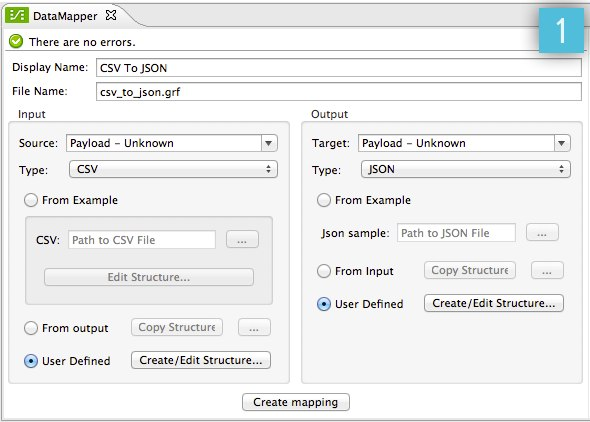 DataMapper
1
There are no errors.
Display Name: CSV To JSON
File Name: csv_to_json.grf
Input
Source: Payload – Unknown
Type: CSV
From Example
CSV: Path to CSV File ...
Edit Structure...
From output Copy Structure ...
User Defined Create/Edit Structure...
Output
Target: Payload – Unknown
Type: JSON
From Example
Json sample: Path to JSON File ...
From Input Copy Structure ...
User Defined Create/Edit Structure...
Create mapping